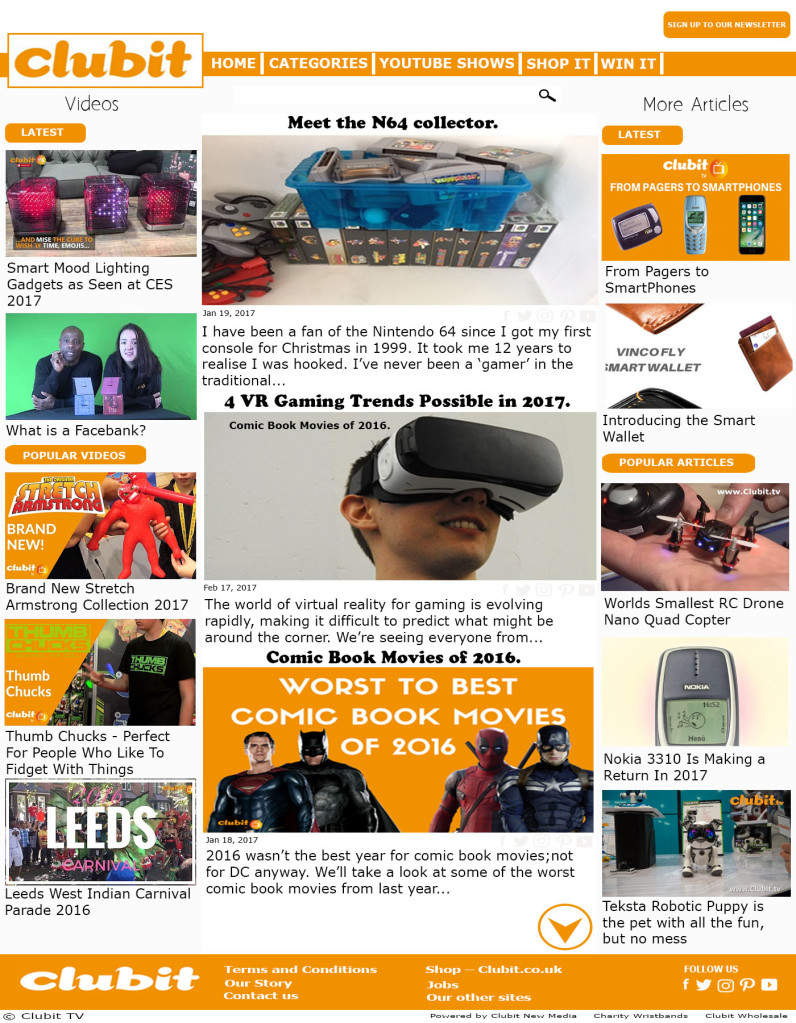 SIGN UP TO OUR NEWSLETTER
Clubit
HOME
CATEGORIES
YOUTUBE SHOWS
SHOP IT
WIN IT
Videos
LATEST
clubit
...AND MISE THE CUBE TO
TIME, EMOJIS...
Smart Mood Lighting
Gadgets as Seen at CES
2017
What is a Facebank?
POPULAR VIDEOS
THE ORIGINAL
STRETCH
ARMSTRONG
BRAND
NEW!
Clubit
Brand New Stretch
Armstrong Collection 2017
THUMB
CHUCKS
Thumb
Chucks
Clubit
THUMB
CHUCKS
Thumb Chucks - Perfect
For People Who Like To
Fidget With Things
2016
LEEDS
CARNIVAL
Leeds West Indian Carnival
Parade 2016
Meet the N64 collector.
Jan 19, 2017
I have been a fan of the Nintendo 64 since I got my first
console for Christmas in 1999. It took me 12 years to
realise I was hooked. I've never been a ‘gamer’ in the
traditional...
4 VR Gaming Trends Possible in 2017.
Comic Book Movies of 2016.
Feb 17, 2017
The world of virtual reality for gaming is evolving
rapidly, making it difficult to predict what might be
around the corner. We're seeing everyone from...
Comic Book Movies of 2016.
WORST TO BEST
COMIC BOOK MOVIES
OF 2016
Clubit
Jan 18, 2017
2016 wasn't the best year for comic book movies;not
for DC anyway. We'll take a look at some of the worst
comic book movies from last year...
More Articles
LATEST
clubit
TV
FROM PAGERS TO SMARTPHONES
From Pagers to
SmartPhones
VINCO FLY
SMART WALLET
Introducing the Smart
Wallet
POPULAR ARTICLES
www.Clubit.tv
Worlds Smallest RC Drone
Nano Quad Copter
NOKIA
16:52
Menü
Nokia 3310 Is Making a
Return In 2017
clubit.tv
www.Clubit.tv
Teksta Robotic Puppy is
the pet with all the fun,
but no mess
clubit
Terms and Conditions
Our Story
Contact us
Shop – Clubit.co.uk
Jobs
Our other sites
FOLLOW US
© Clubit TV
Powered by Clubit New Media
Charity Wristbands
Clubit Wholesale